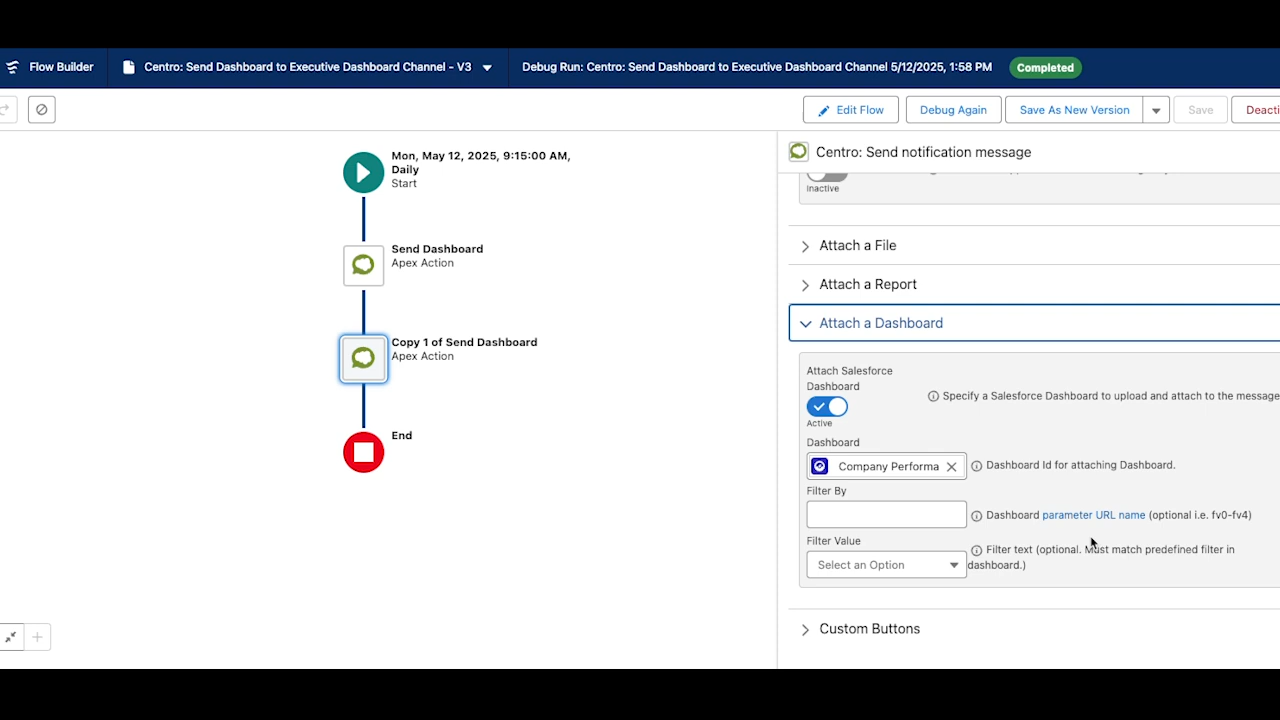 Flow Builder
Centro: Send Dashboard to Executive Dashboard Channel - V3
Debug Run: Centro: Send Dashboard to Executive Dashboard Channel 5/12/2025, 1:58 PM
Completed
Edit Flow
Debug Again
Save As New Version
Save
Deacti
Mon, May 12, 2025, 9:15:00 AM,
Daily
Start
Send Dashboard
Apex Action
Copy 1 of Send Dashboard
Apex Action
End
Centro: Send notification message
Inactive
Attach a File
Attach a Report
Attach a Dashboard
Attach Salesforce
Dashboard
Specify a Salesforce Dashboard to upload and attach to the message
Active
Dashboard
Company Performa
Dashboard Id for attaching Dashboard.
Filter By
Dashboard parameter URL name (optional i.e. fv0-fv4)
Filter Value
Filter text (optional. Must match predefined filter in
dashboard.)
Select an Option
Custom Buttons